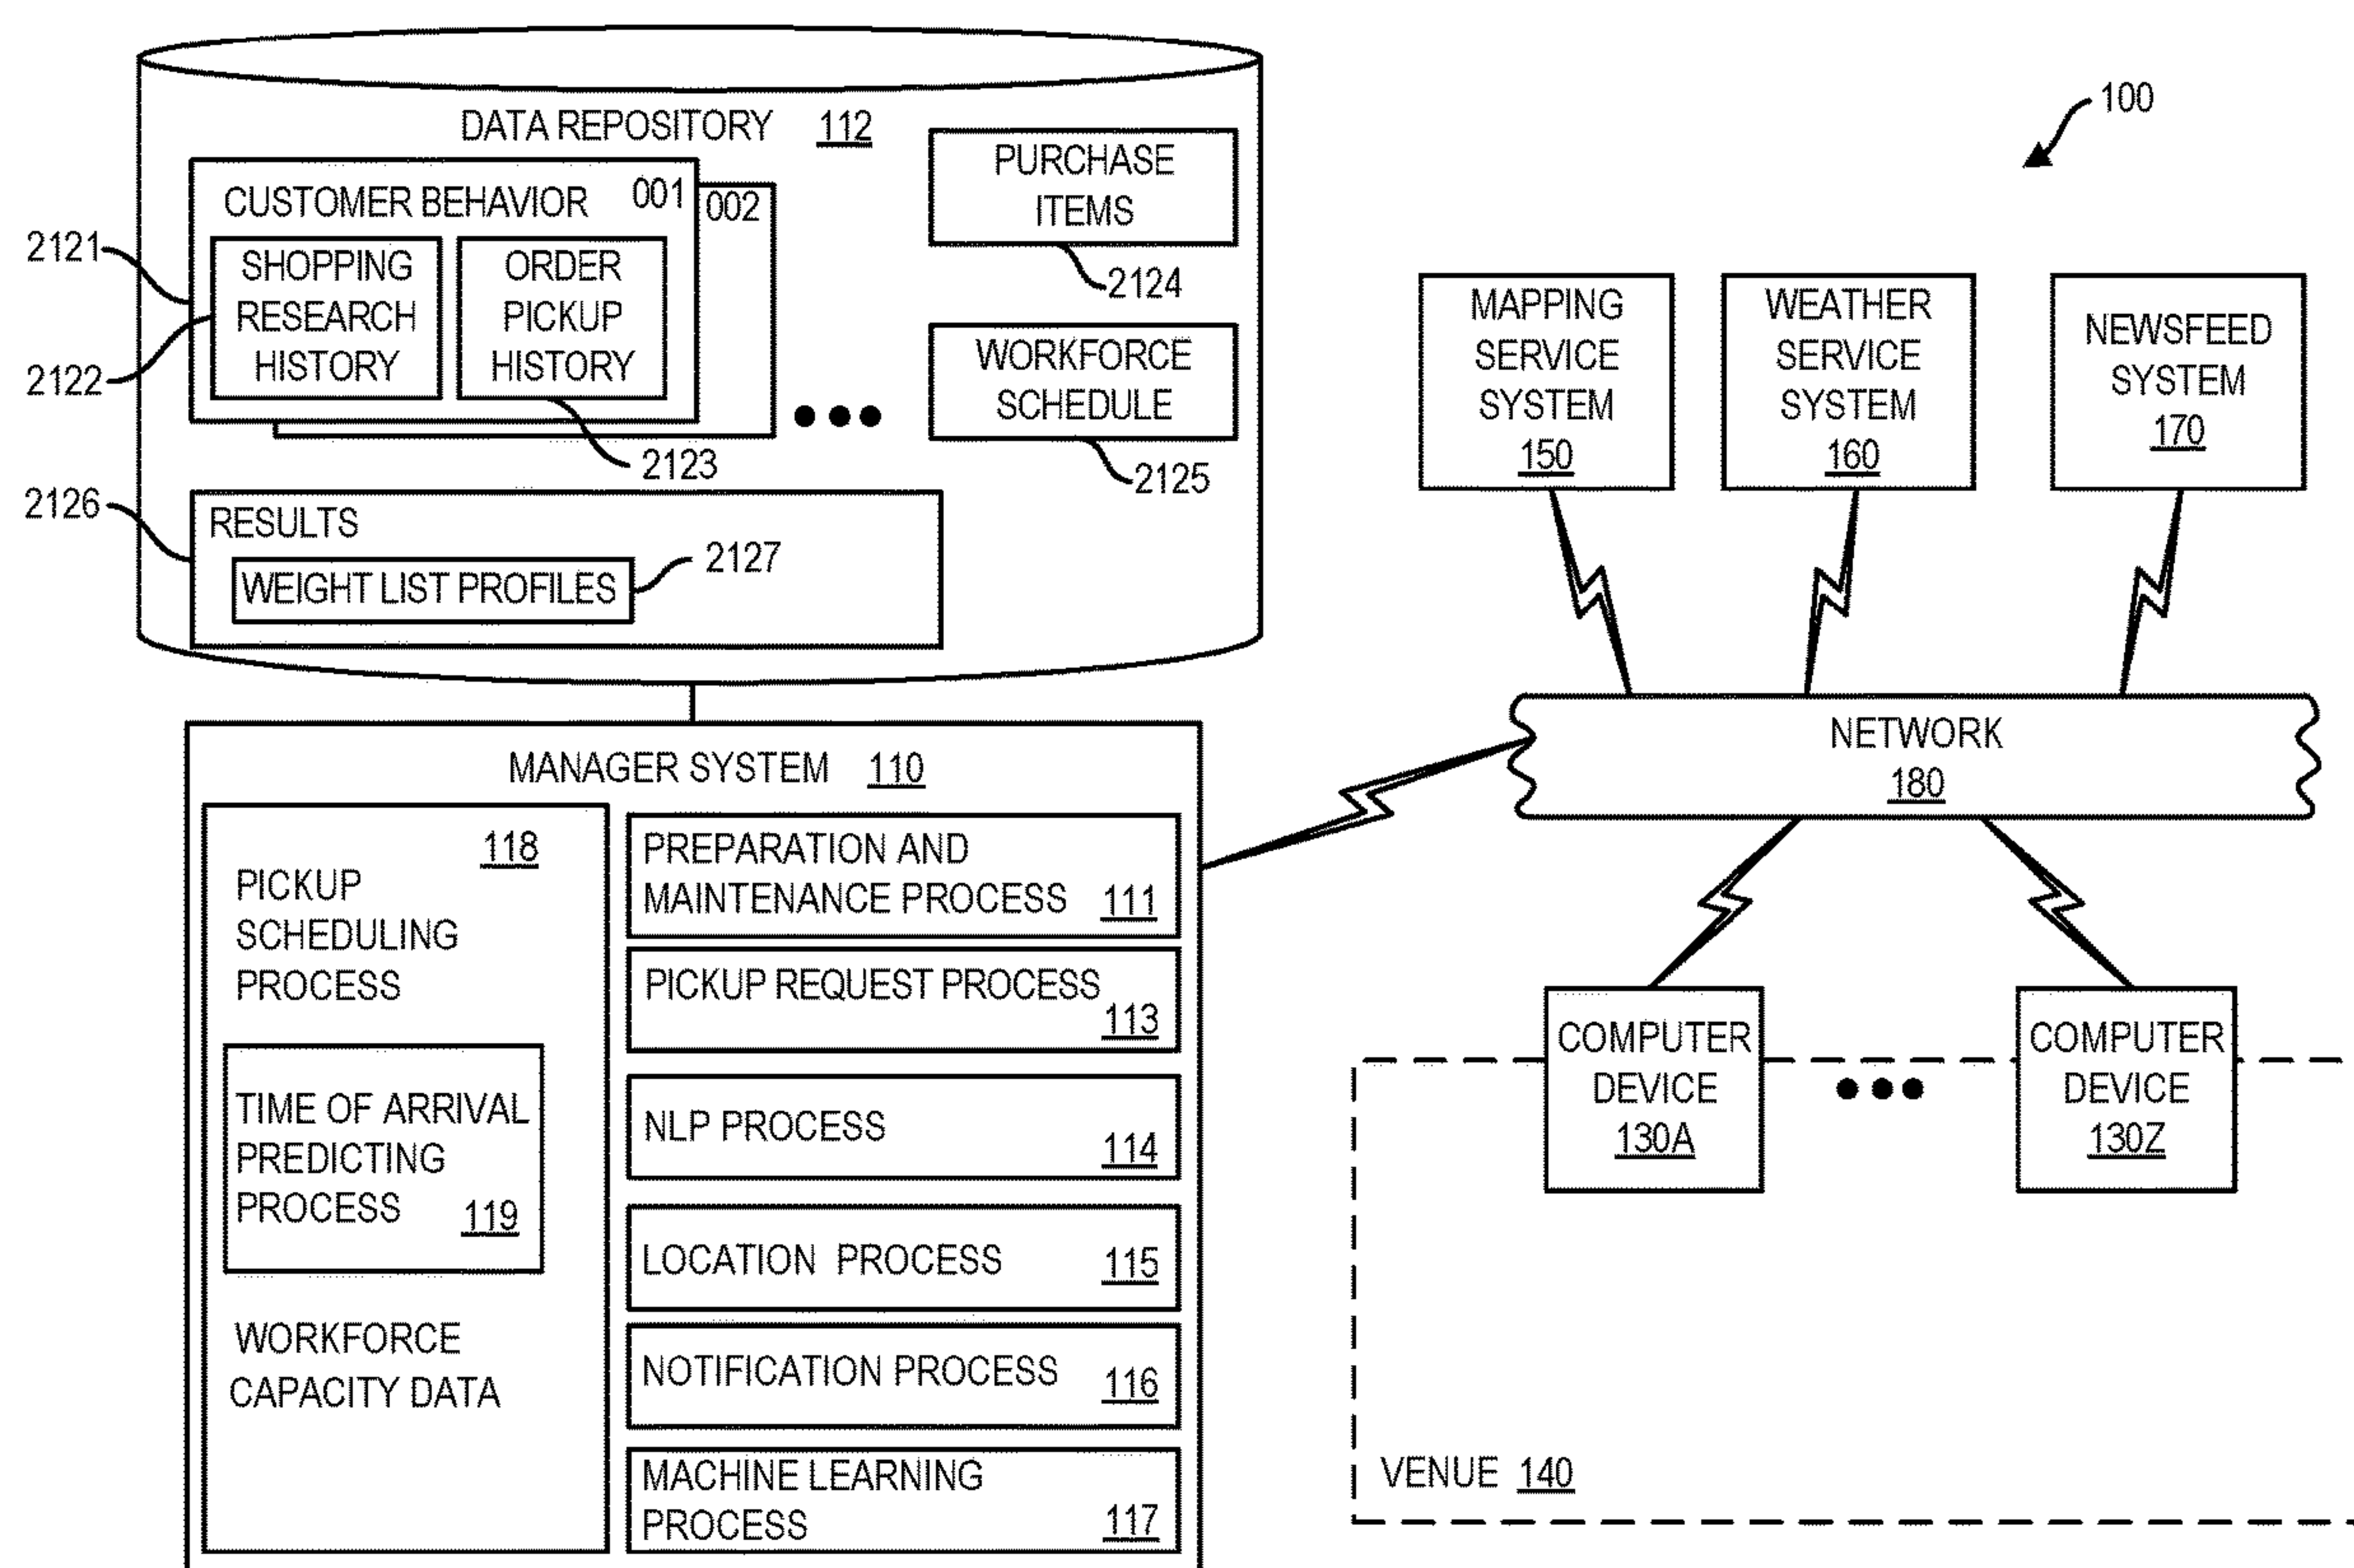 100
DATA REPOSITORY 112
CUSTOMER BEHAVIOR 001
002
SHOPPING
RESEARCH
HISTORY
ORDER
PICKUP
HISTORY
PURCHASE
ITEMS
WORKFORCE
SCHEDULE
2121
2122
2123
2124
2125
2126
RESULTS
WEIGHT LIST PROFILES
2127
MAPPING
SERVICE
SYSTEM
150
WEATHER
SERVICE
SYSTEM
160
NEWSFEED
SYSTEM
170
NETWORK
180
MANAGER SYSTEM 110
118
PICKUP
SCHEDULING
PROCESS
TIME OF ARRIVAL
PREDICTING
PROCESS 119
WORKFORCE
CAPACITY DATA
PREPARATION AND
MAINTENANCE PROCESS 111
PICKUP REQUEST PROCESS
113
NLP PROCESS 114
LOCATION PROCESS 115
NOTIFICATION PROCESS 116
MACHINE LEARNING
PROCESS 117
COMPUTER
DEVICE
130A
COMPUTER
DEVICE
130Z
VENUE 140